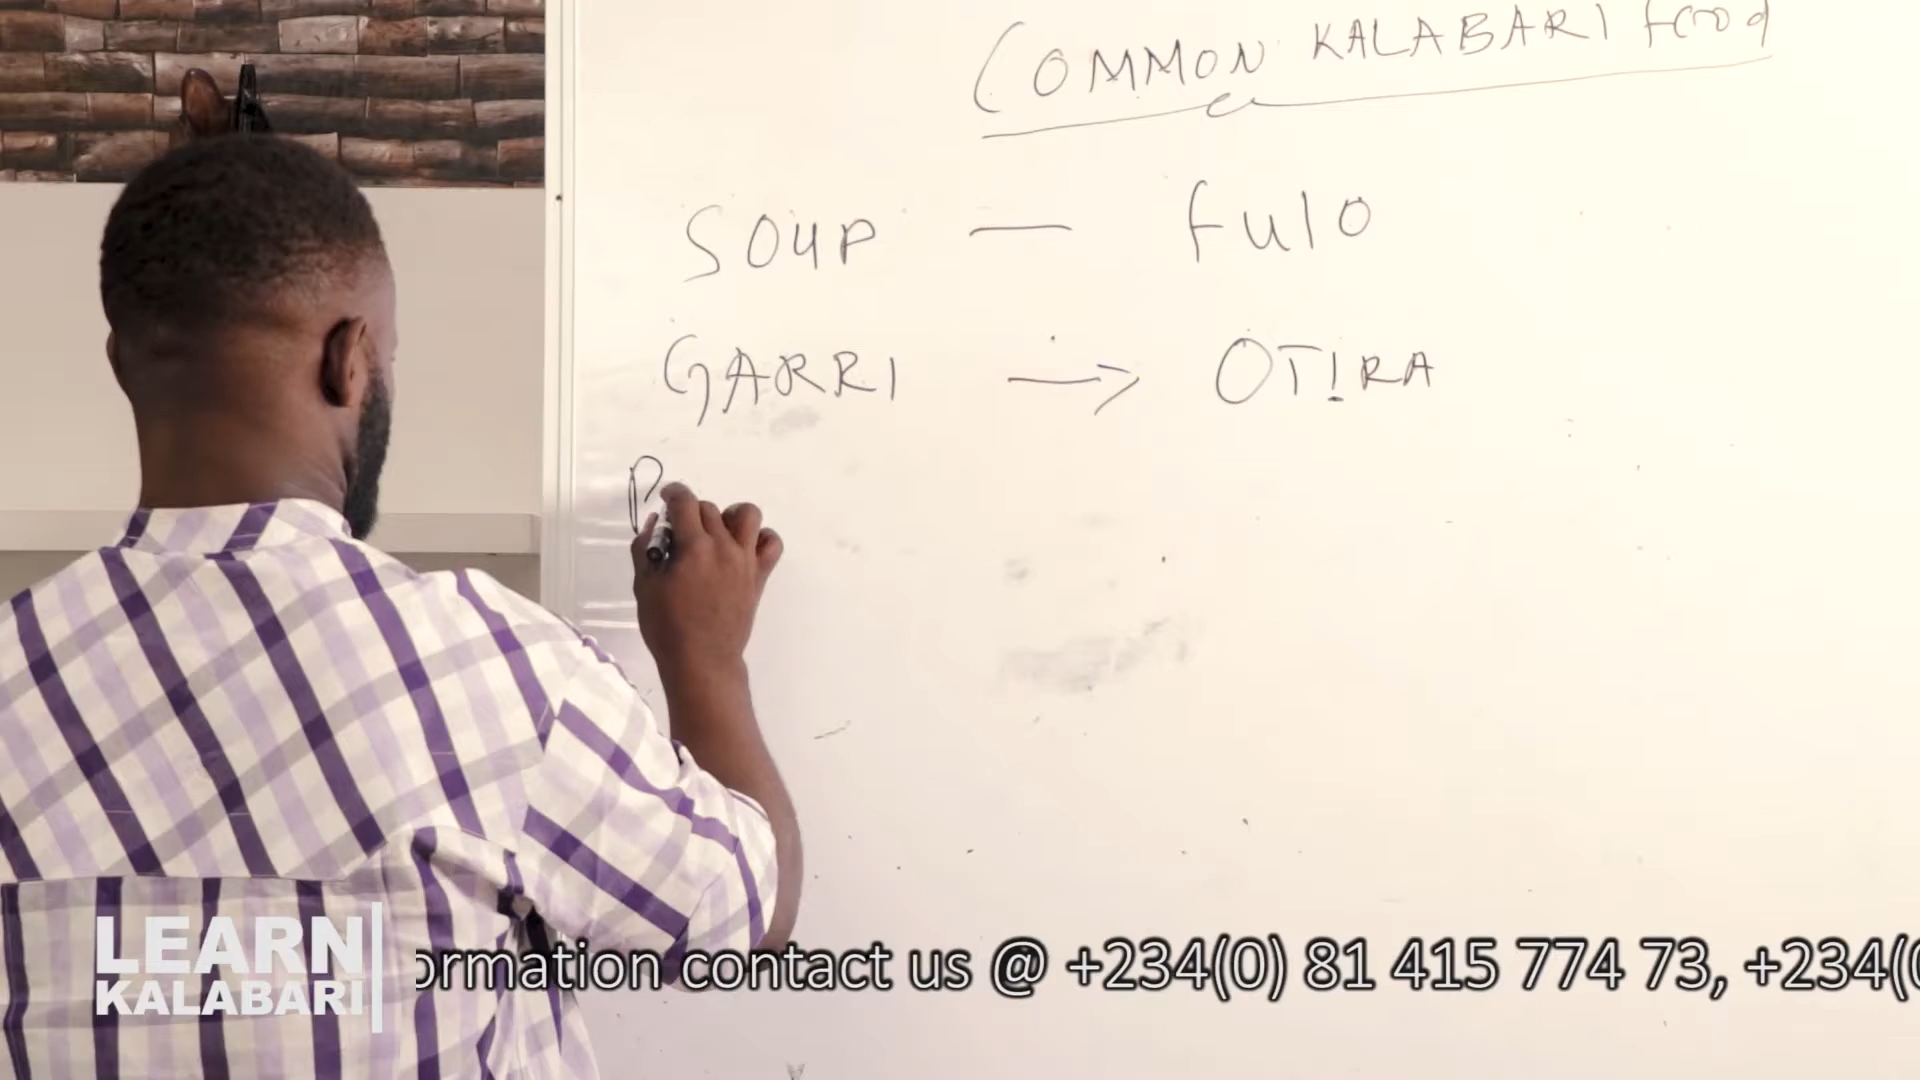 COMMON KALABARI food
SOUP — fulo
GARRI → OTỊRA
P
LEARN
KALABARI
ormation contact us @ +234(0) 81 415 774 73, +234(0